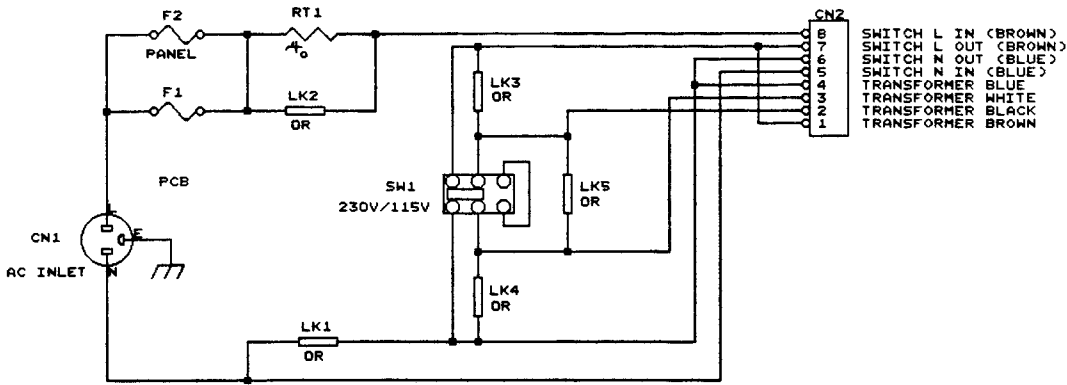 F2
PANEL
F1
RT1
LK2
0R
CN2
8 SWITCH L IN (BROWN)
7 SWITCH L OUT (BROWN)
6 SWITCH N OUT (BLUE)
5 SWITCH N IN (BLUE)
4 TRANSFORMER BLUE
3 TRANSFORMER WHITE
2 TRANSFORMER BLACK
1 TRANSFORMER BROWN
LK3
0R
PCB
SW1
230V/115V
LK5
0R
L
CN1
E
AC INLET
N
LK4
0R
LK1
0R